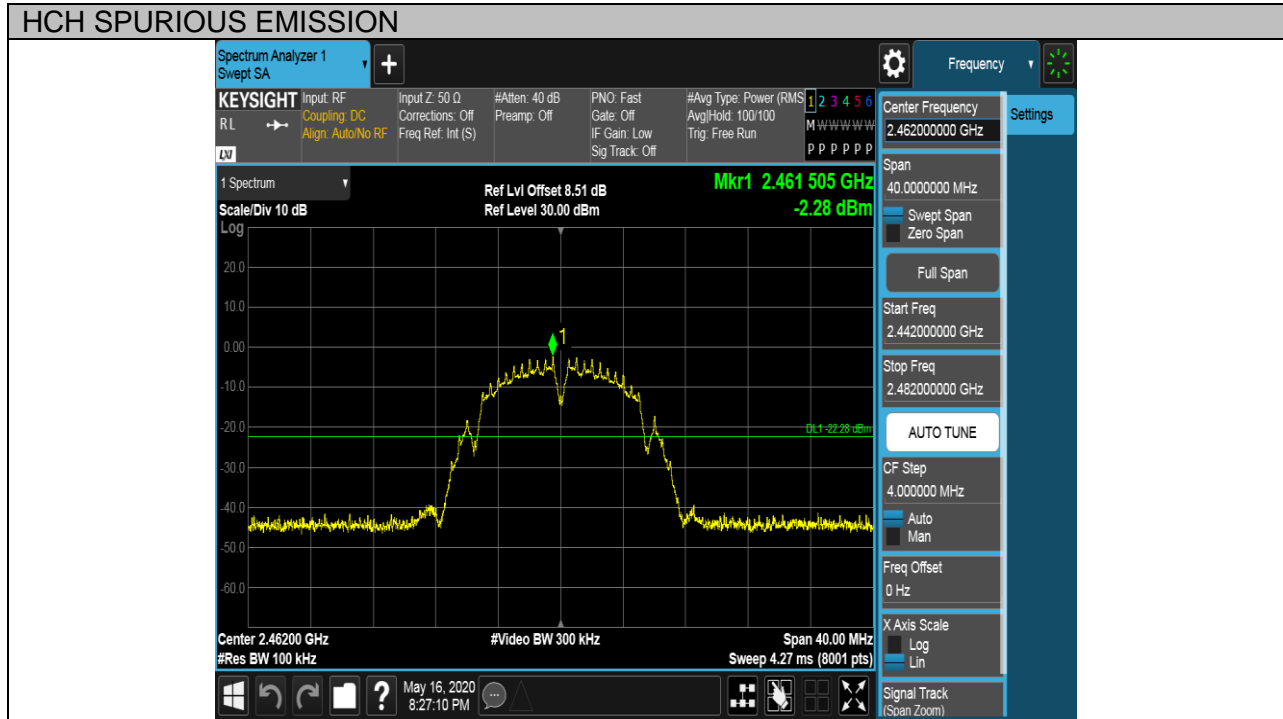 HCH SPURIOUS EMISSION
Spectrum Analyzer 1
Swept SA
Frequency
KEYSIGHT
RL
LXI
Input: RF
Coupling: DC
Align: Auto/No RF
Input Z: 50 Ω
Corrections: Off
Freq Ref: Int (S)
#Atten: 40 dB
Preamp: Off
PNO: Fast
Gate: Off
IF Gain: Low
Sig Track: Off
#Avg Type: Power (RMS
Avg|Hold: 100/100
Trig: Free Run
1 2 3 4 5 6
M W W W W W
P P P P P P
1 Spectrum
Scale/Div 10 dB
Ref Lvl Offset 8.51 dB
Ref Level 30.00 dBm
Mkr1 2.461 505 GHz
-2.28 dBm
Log
20.0
10.0
0.00
-10.0
-20.0
-30.0
-40.0
-50.0
-60.0
1
DL1 -22.28 dBm
Center 2.46200 GHz
#Res BW 100 kHz
#Video BW 300 kHz
Span 40.00 MHz
Sweep 4.27 ms (8001 pts)
May 16, 2020
8:27:10 PM
Center Frequency
2.462000000 GHz
Span
40.0000000 MHz
Swept Span
Zero Span
Full Span
Start Freq
2.442000000 GHz
Stop Freq
2.482000000 GHz
AUTO TUNE
CF Step
4.000000 MHz
Auto
Man
Freq Offset
0 Hz
X Axis Scale
Log
Lin
Signal Track
(Span Zoom)
Settings